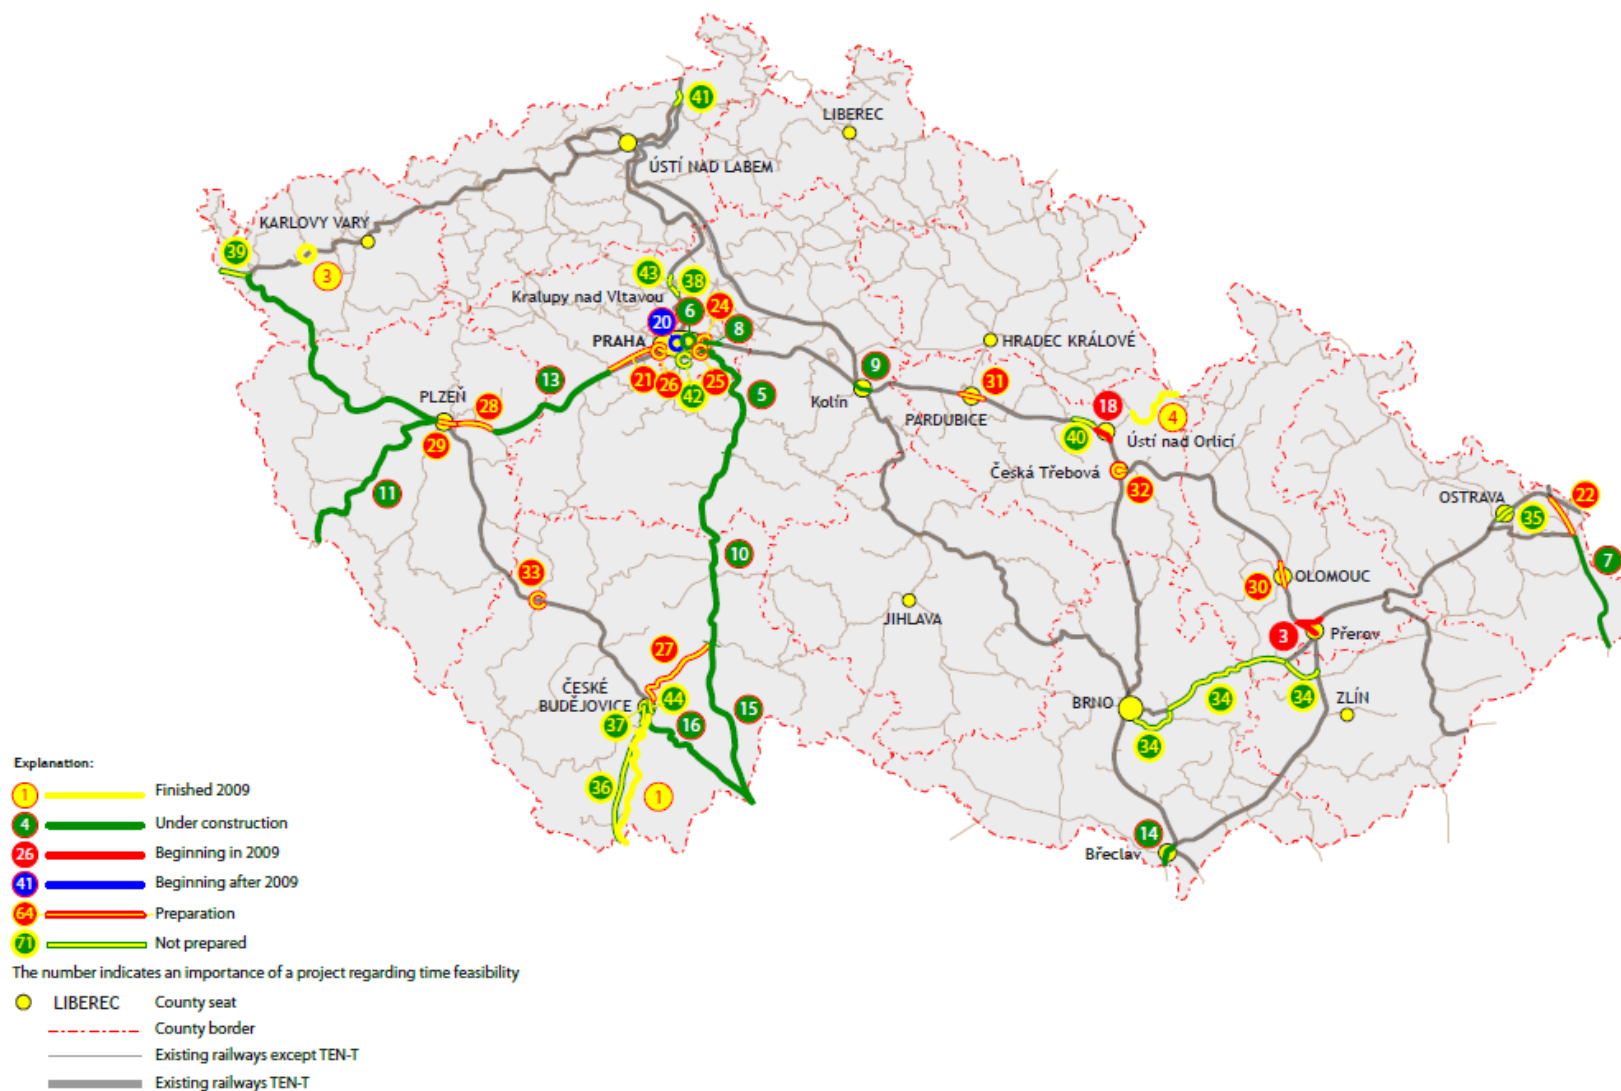 41
LIBEREC
ÚSTÍ NAD LABEM
KARLOVY VARY
39
3
43
38
Kralupy nad Vltavou
24
20
6
8
PRAHA
HRADEC KRÁLOVÉ
21
26
25
42
13
5
9
Kolín
31
PARDUBICE
18
4
40
Ústí nad Orlicí
PLZEŇ
28
29
Česká Třebová
32
11
OSTRAVA
22
35
7
10
33
30
OLOMOUC
JIHLAVA
3
Přerov
27
ČESKÉ
BUDĚJOVICE
44
37
16
15
BRNO
34
34
34
ZLÍN
36
1
14
Břeclav
Explanation:
1 Finished 2009
4 Under construction
26 Beginning in 2009
41 Beginning after 2009
64 Preparation
71 Not prepared
The number indicates an importance of a project regarding time feasibility
LIBEREC County seat
County border
Existing railways except TEN-T
Existing railways TEN-T